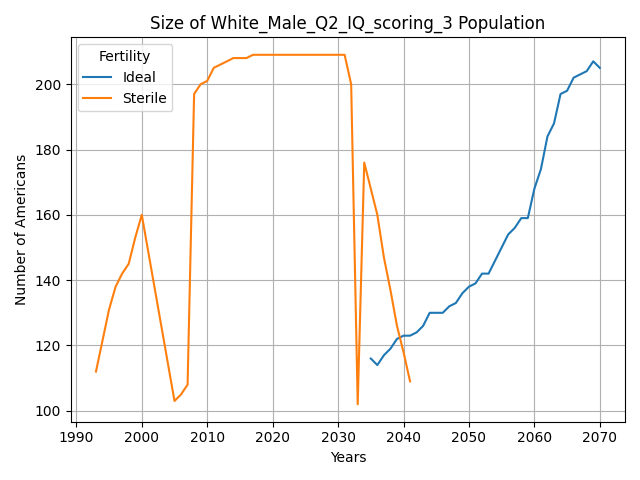 Size of White_Male_Q2_IQ_scoring_3 Population
Fertility
Ideal
Sterile
Number of Americans
200
180
160
140
120
100
1990 2000 2010 2020 2030 2040 2050 2060 2070
Years